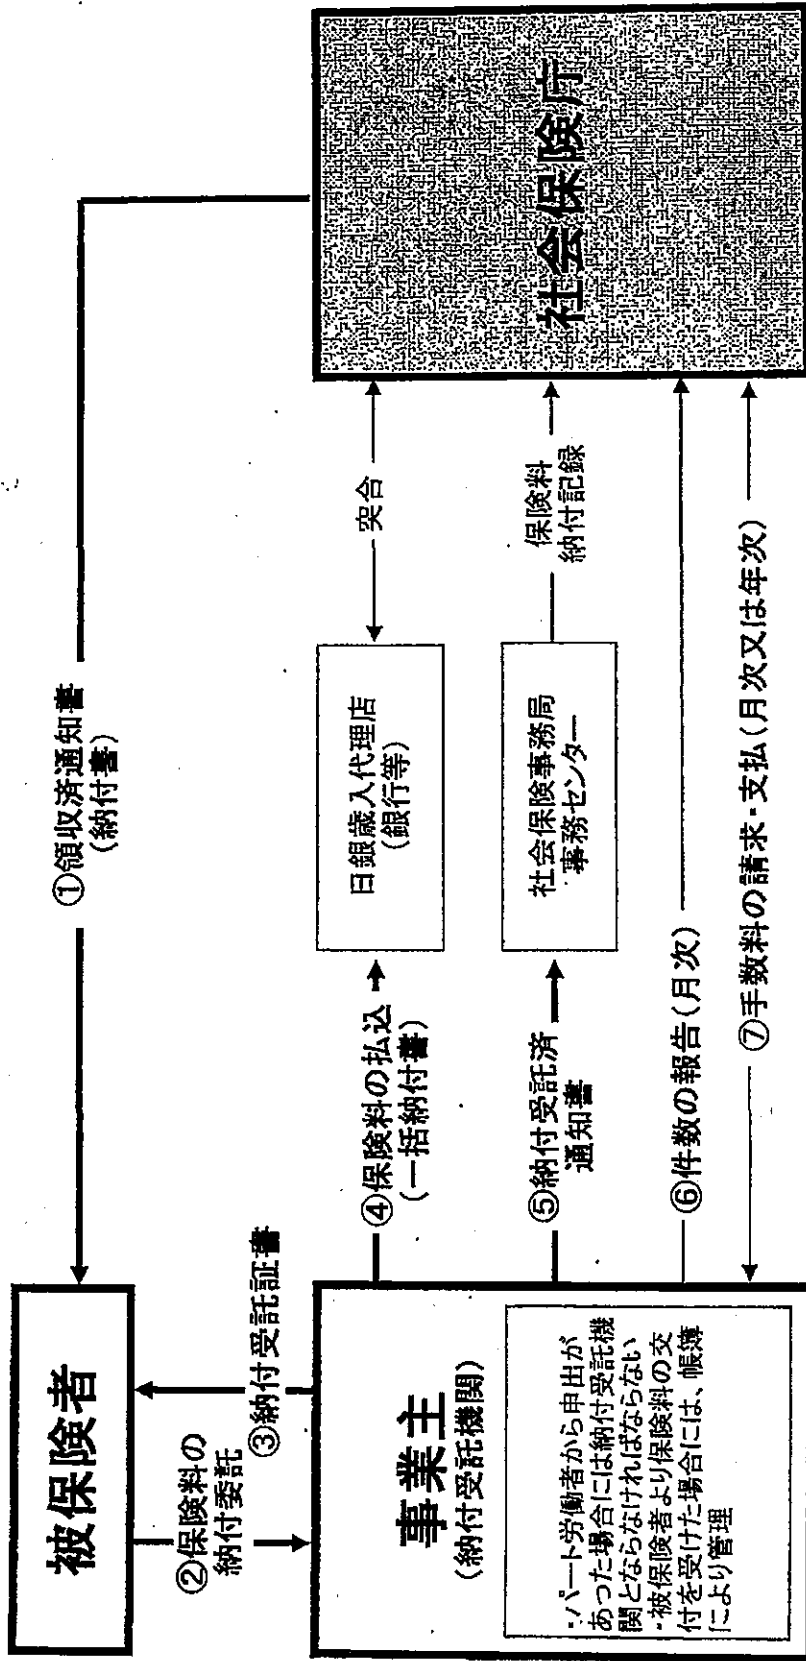 被保険者
①領収済通知書
(納付書)
社会保険庁
②保険料の
納付委託
③納付受託証書
事業主
(納付受託機関)
・パート労働者から申出が
あった場合には納付受託機
関とならなければならない
・被保険者より保険料の交
付を受けた場合には、帳簿
により管理
④保険料の払込
(一括納付書)
日銀歳入代理店
(銀行等)
突合
⑤納付受託済
通知書
社会保険事務局
事務センター
保険料
納付記録
⑥件数の報告(月次)
⑦手数料の請求・支払(月次又は年次)